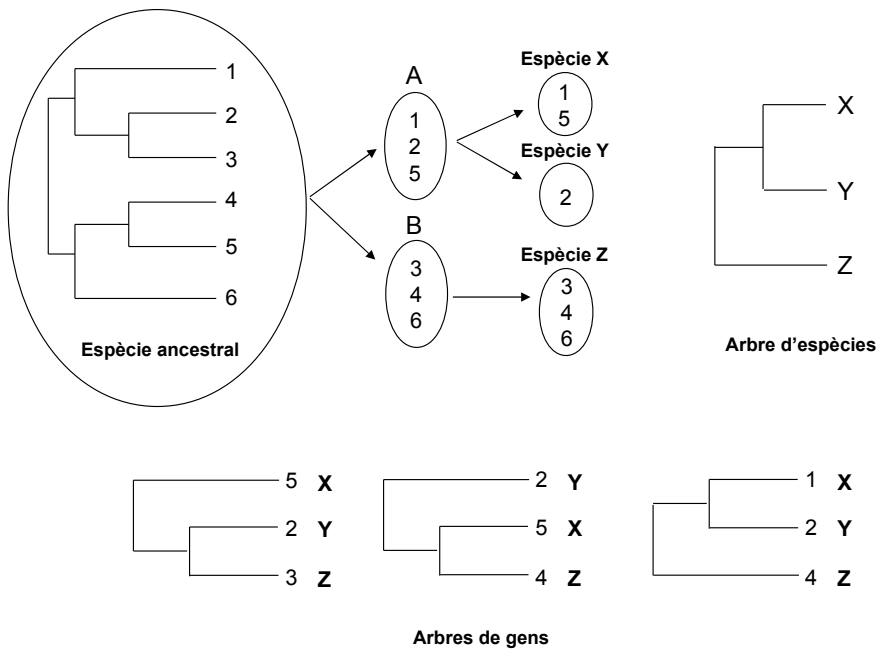 1
2
3
4
5
6
Espècie ancestral
A
1
2
5
B
3
4
6
Espècie X
1
5
Espècie Y
2
Espècie Z
3
4
6
X
Y
Z
Arbre d’espècies
5 X
2 Y
3 Z
2 Y
5 X
4 Z
1 X
2 Y
4 Z
Arbres de gens